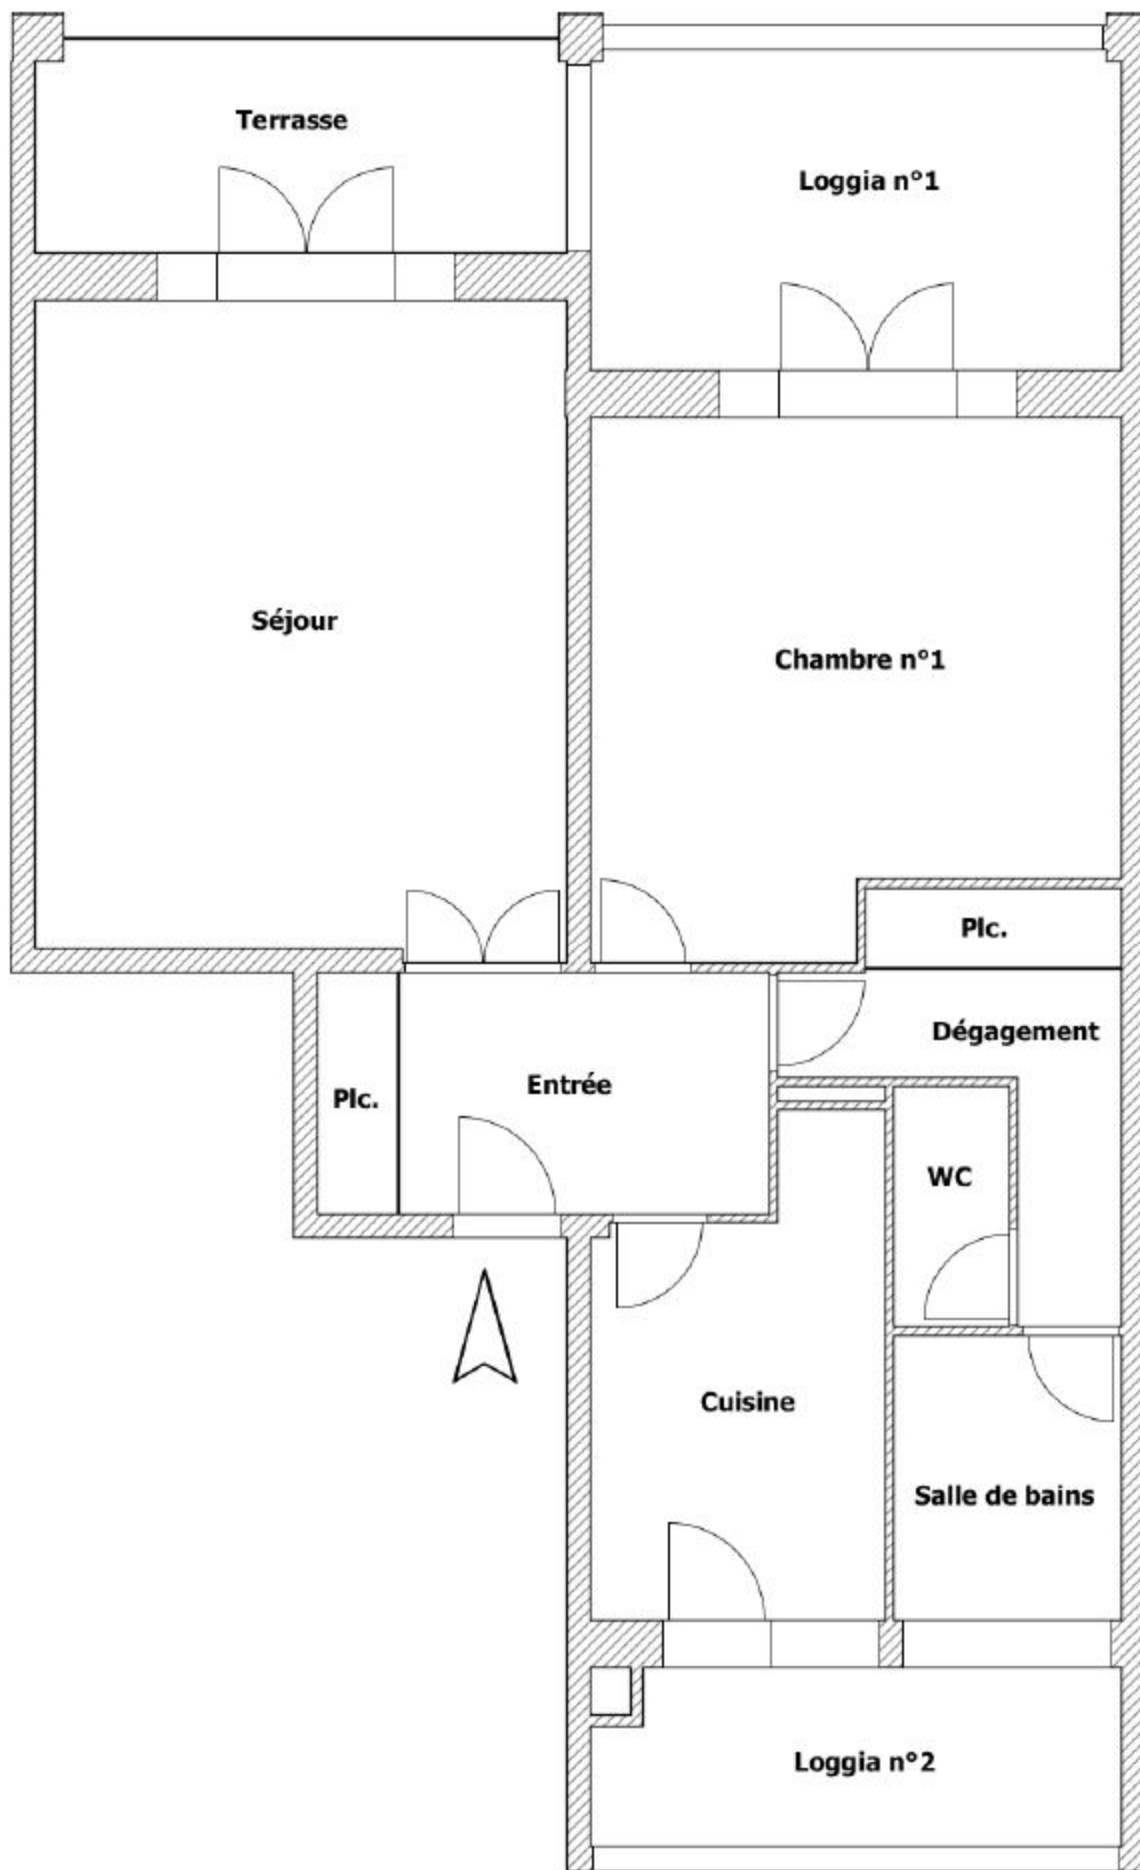 Terrasse
Loggia n°1
Séjour
Chambre n°1
Plc.
Dégagement
Entrée
Plc.
WC
Cuisine
Salle de bains
Loggia n°2